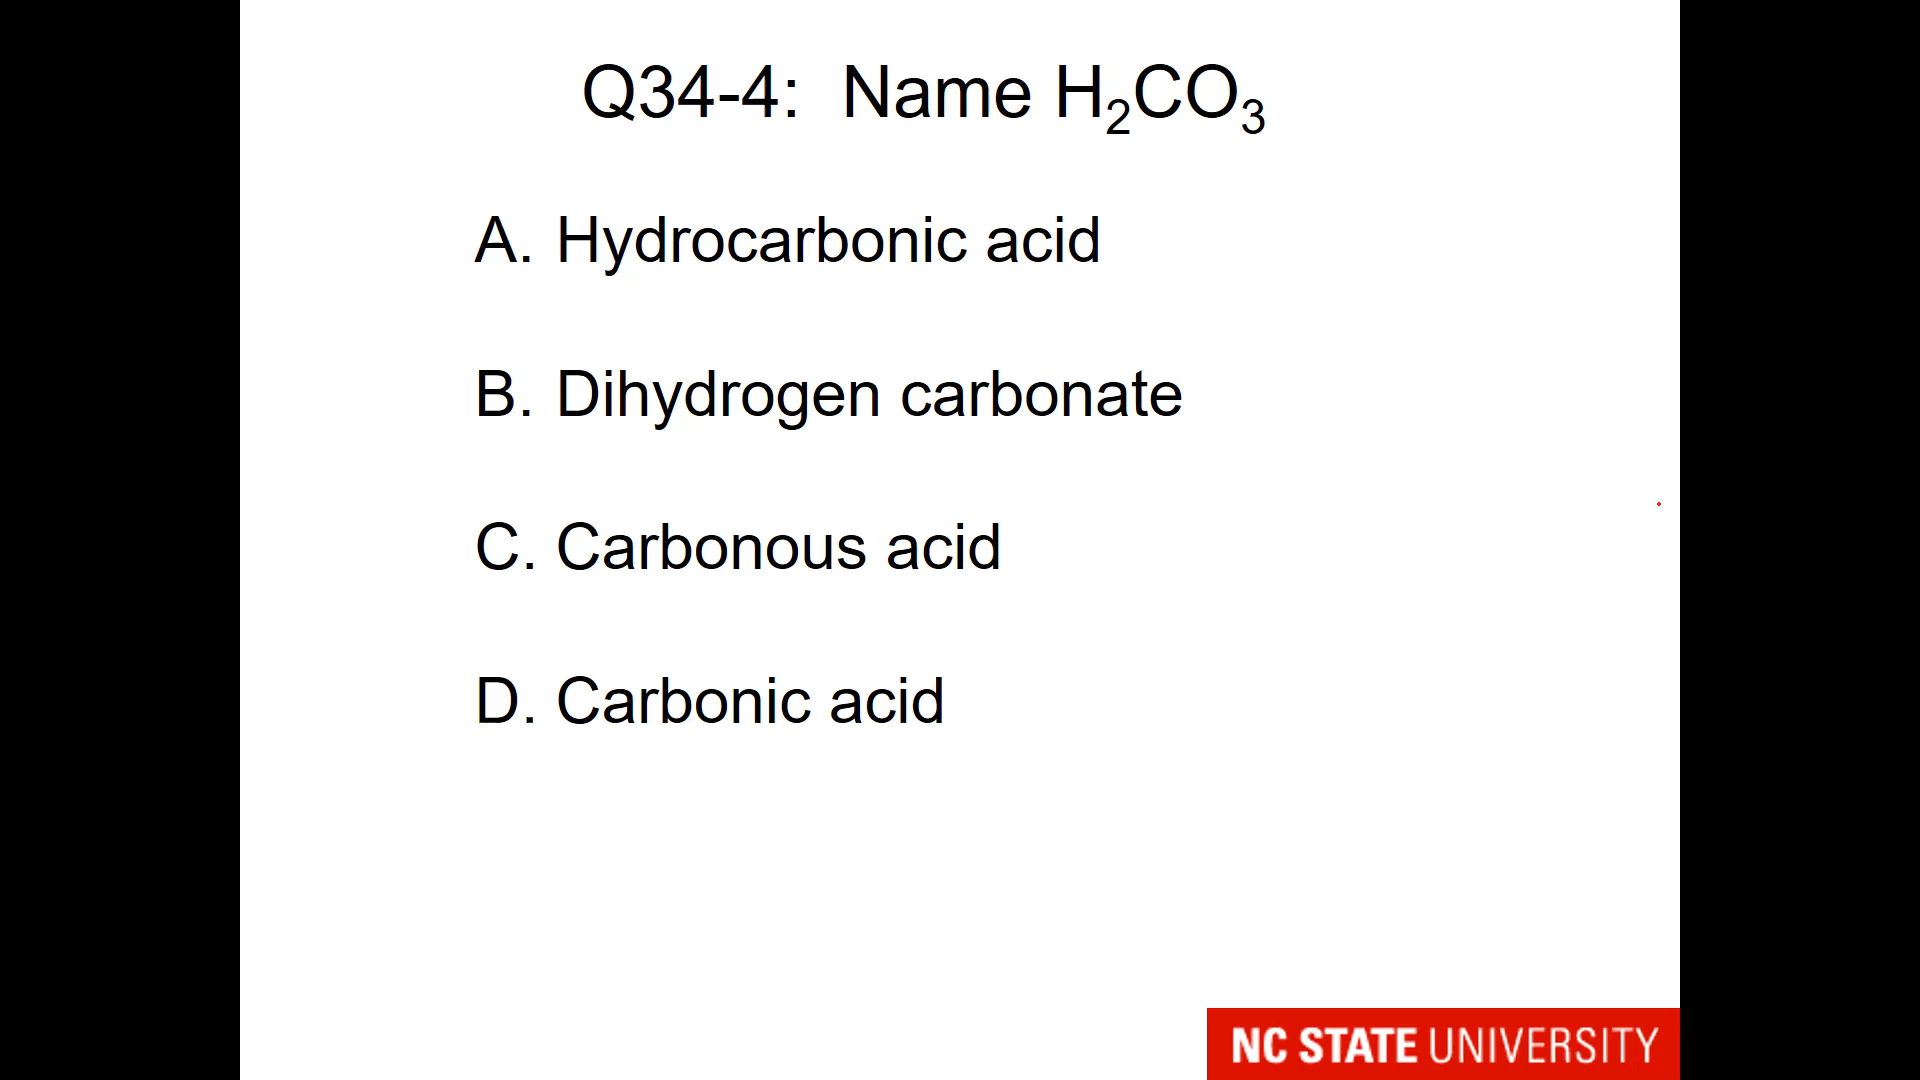 Q34-4: Name H₂CO₃
A. Hydrocarbonic acid
B. Dihydrogen carbonate
C. Carbonous acid
D. Carbonic acid
NC STATE UNIVERSITY